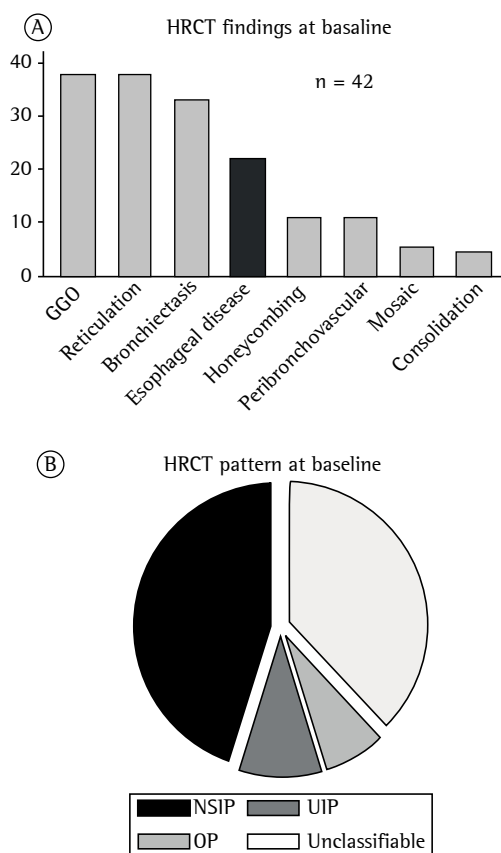 A HRCT findings at basaline
n = 42
40
30
20
10
0
GGO
Reticulation
Bronchiectasis
Esophageal disease
Honeycombing
Peribronchovascular
Mosaic
Consolidation
B HRCT pattern at baseline
NSIP UIP
OP Unclassifiable